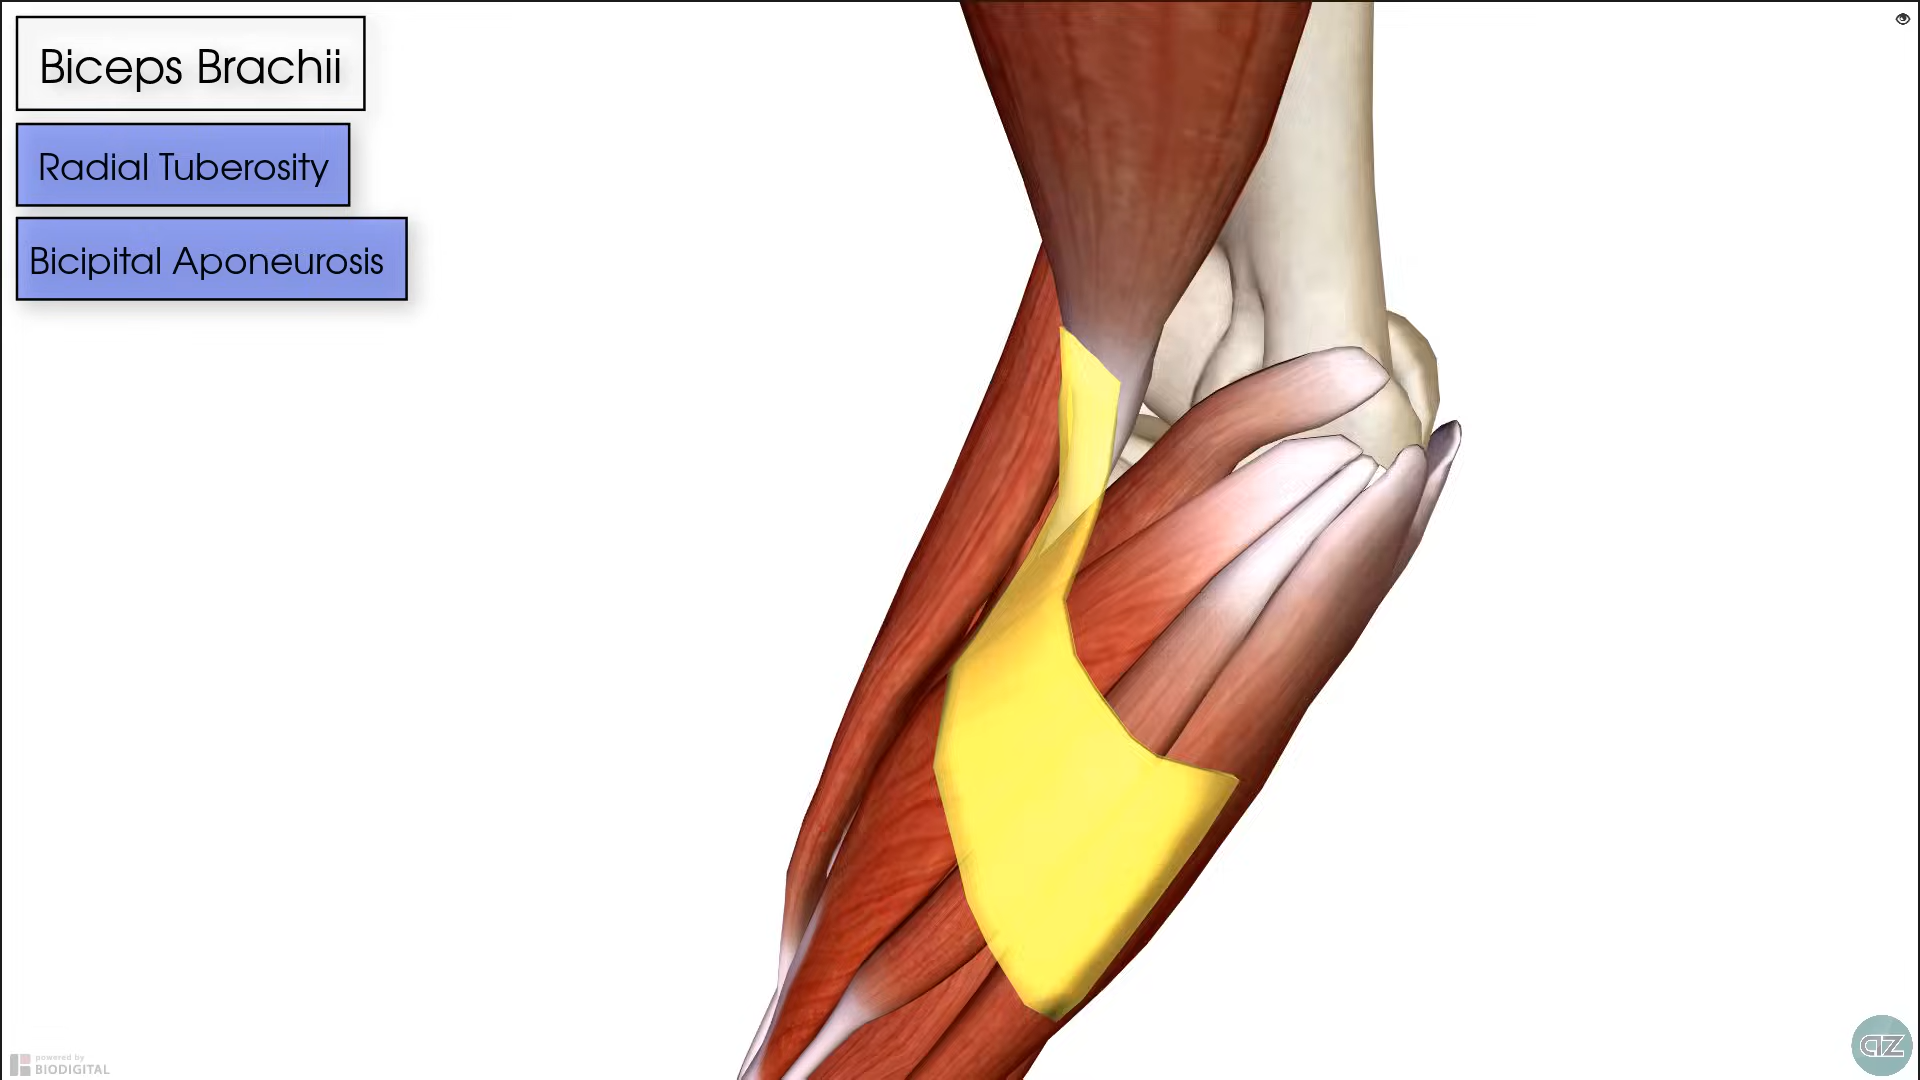 Biceps Brachii
Radial Tuberosity
Bicipital Aponeurosis
powered by
BIODIGITAL
az